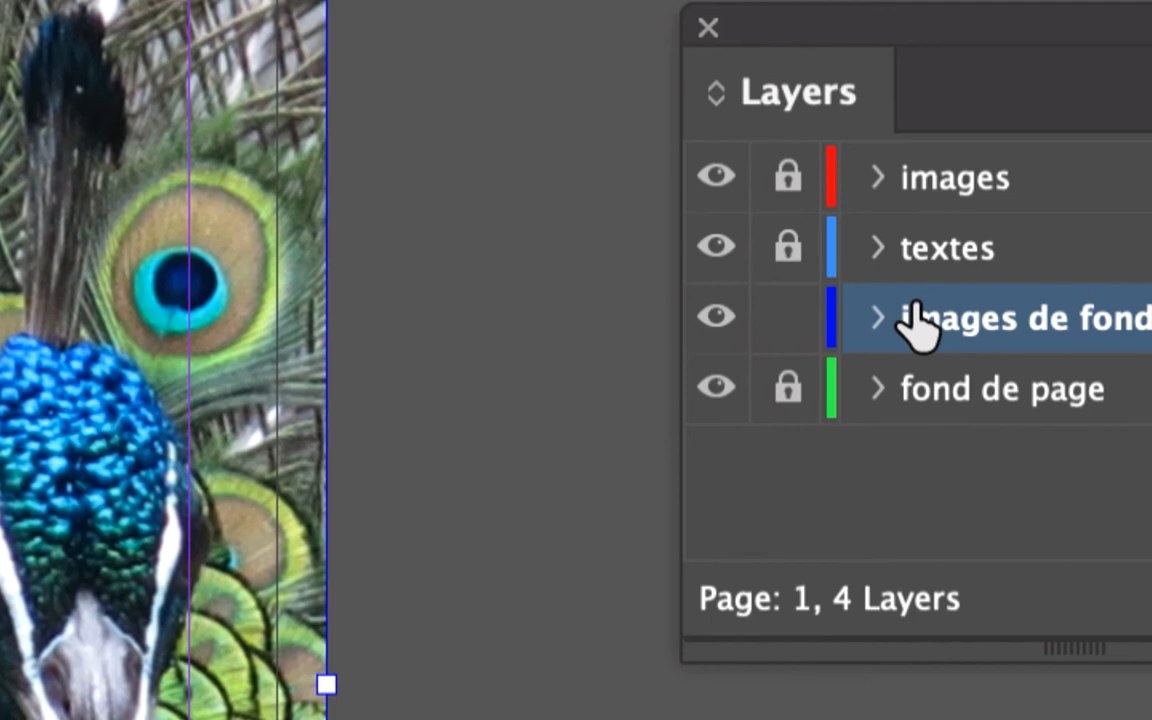 Layers
images
textes
images de fond
fond de page
Page: 1, 4 Layers